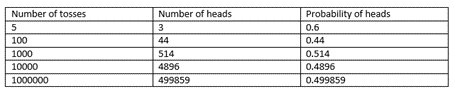 Number of tosses Number of heads Probability of heads
5 3 0.6
100 44 0.44
1000 514 0.514
10000 4896 0.4896
1000000 499859 0.499859